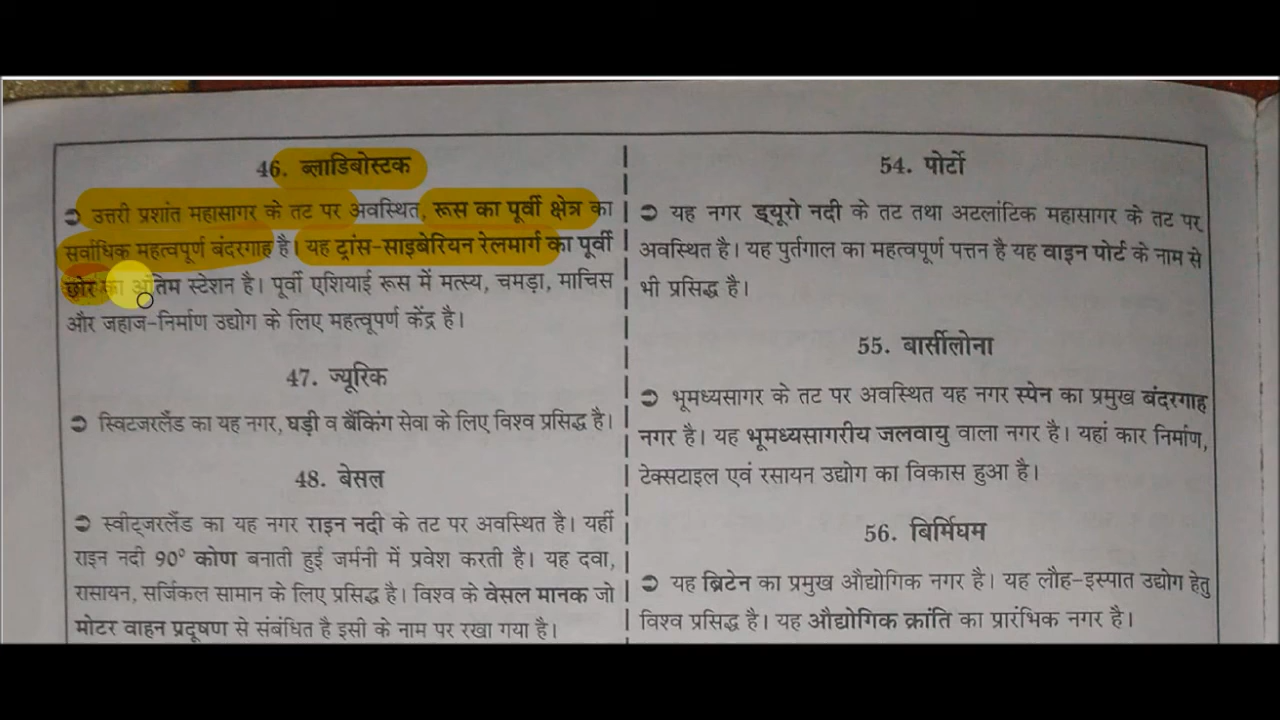 46. ब्लाडिबोस्टक
➲ उत्तरी प्रशांत महासागर के तट पर अवस्थित, रूस का पूर्वी क्षेत्र का
सर्वाधिक महत्वपूर्ण बंदरगाह है। यह ट्रांस-साइबेरियन रेलमार्ग का पूर्वी
छोर का अंतिम स्टेशन है। पूर्वी एशियाई रूस में मत्स्य, चमड़ा, माचिस
और जहाज-निर्माण उद्योग के लिए महत्वूपर्ण केंद्र है।
47. ज्यूरिक
➲ स्विटजरलैंड का यह नगर, घड़ी व बैंकिंग सेवा के लिए विश्व प्रसिद्ध है।
48. बेसल
➲ स्वीट्जरलैंड का यह नगर राइन नदी के तट पर अवस्थित है। यहीं
राइन नदी 90° कोण बनाती हुई जर्मनी में प्रवेश करती है। यह दवा,
रासायन, सर्जिकल सामान के लिए प्रसिद्ध है। विश्व के वेसल मानक जो
मोटर वाहन प्रदूषण से संबंधित है इसी के नाम पर रखा गया है।
54. पोर्टो
➲ यह नगर ड्यूरो नदी के तट तथा अटलांटिक महासागर के तट पर
अवस्थित है। यह पुर्तगाल का महत्वपूर्ण पत्तन है यह वाइन पोर्ट के नाम से
भी प्रसिद्ध है।
55. बार्सीलोना
➲ भूमध्यसागर के तट पर अवस्थित यह नगर स्पेन का प्रमुख बंदरगाह
नगर है। यह भूमध्यसागरीय जलवायु वाला नगर है। यहां कार निर्माण,
टेक्सटाइल एवं रसायन उद्योग का विकास हुआ है।
56. बिर्मिघम
➲ यह ब्रिटेन का प्रमुख औद्योगिक नगर है। यह लौह-इस्पात उद्योग हेतु
विश्व प्रसिद्ध है। यह औद्योगिक क्रांति का प्रारंभिक नगर है।